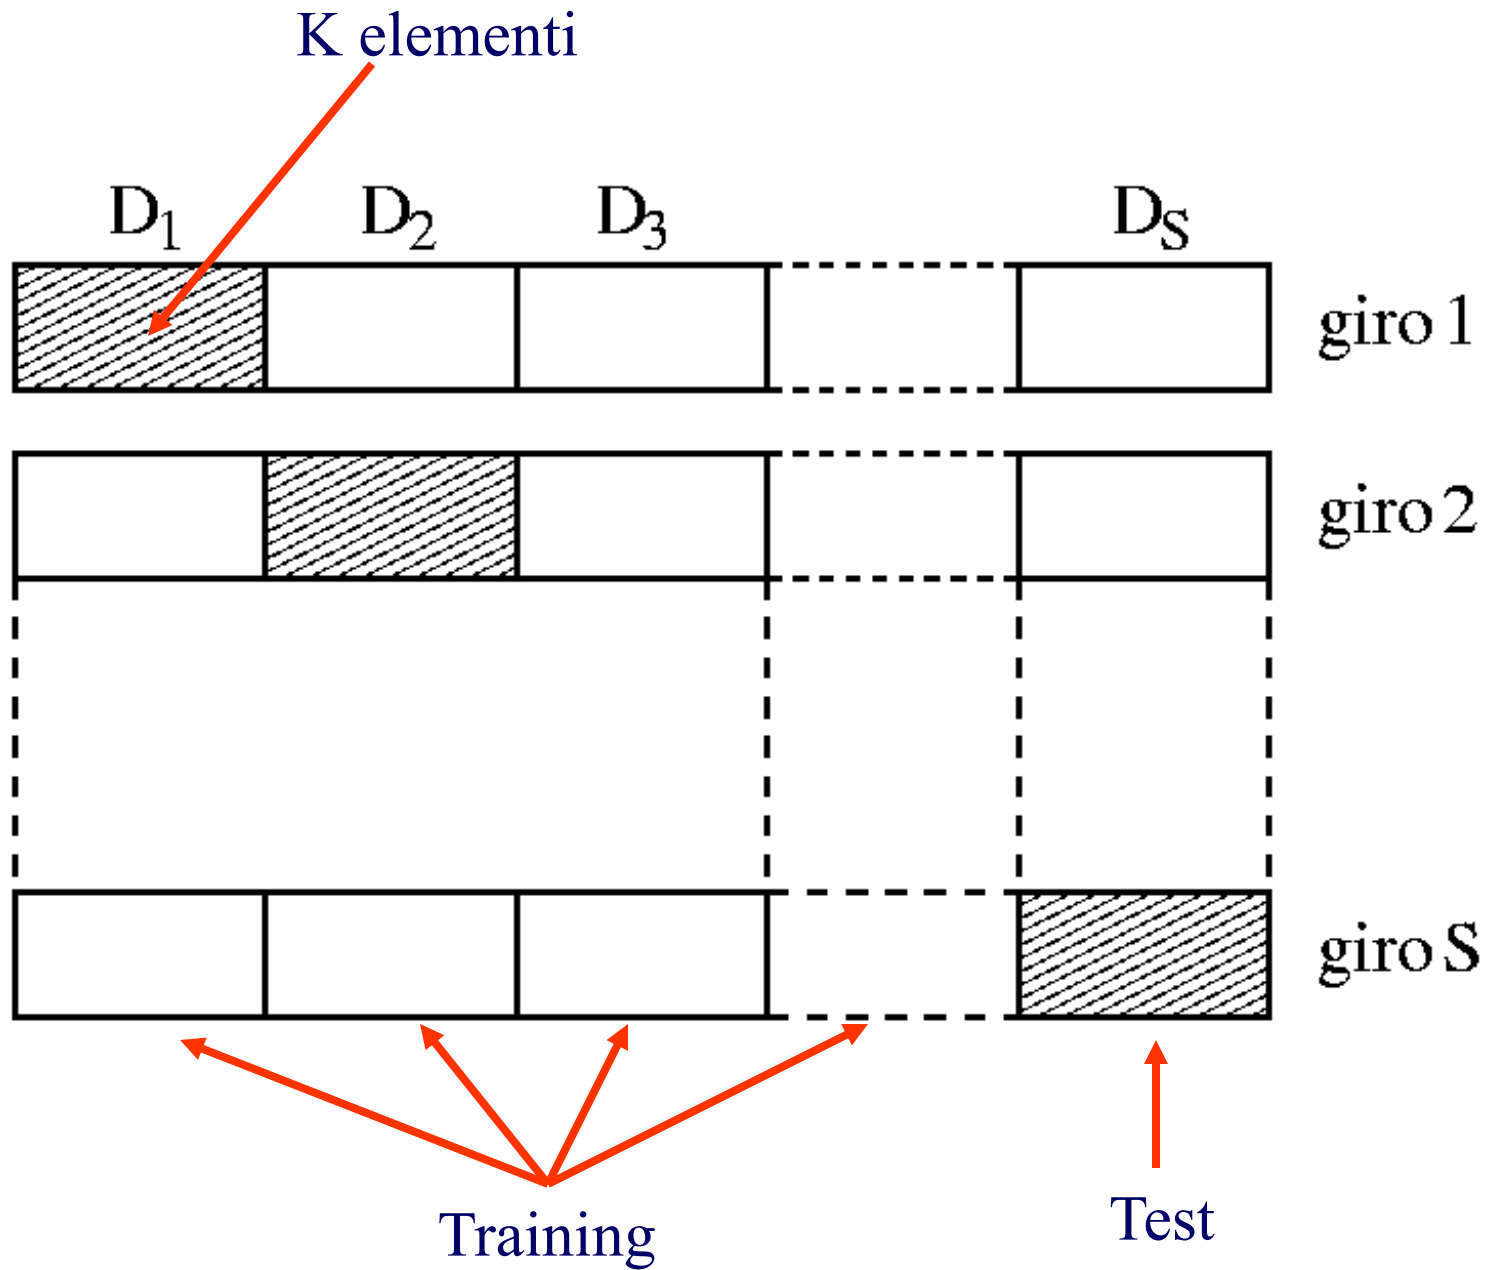 K elementi
D1 D2 D3 DS
giro 1
giro 2
giro S
Training
Test